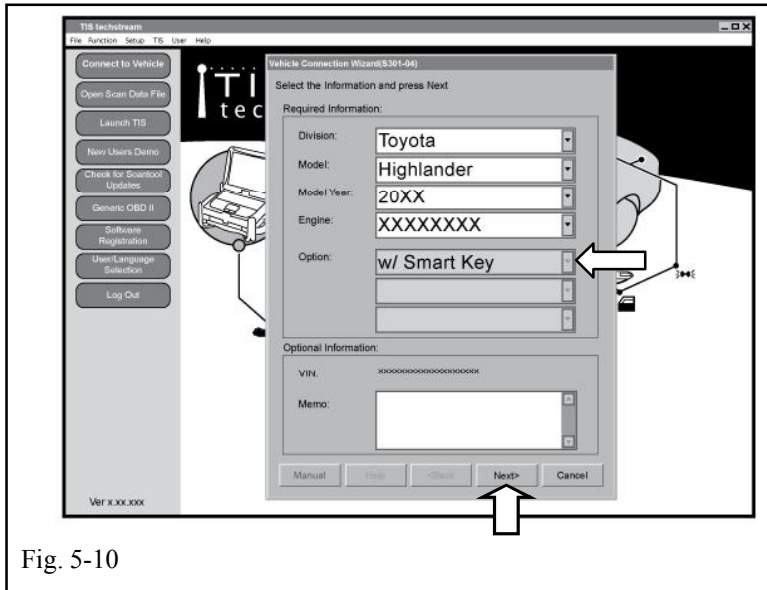 TIS techstream
File Function Setup TIS User Help
Connect to Vehicle
Open Scan Data File
Launch TIS
New Users Demo
Check for Scantool
Updates
Generic OBD II
Software
Registration
User/Language
Selection
Log Out
Ver x.xx.xxx
TI
tec
Vehicle Connection Wizard(S301-04)
Select the Information and press Next
Required Information:
Division: Toyota
Model: Highlander
Model Year: 20XX
Engine: XXXXXXXX
Option: w/ Smart Key
Optional Information:
VIN.
Memo:
Manual Help <Back Next> Cancel
Fig. 5-10